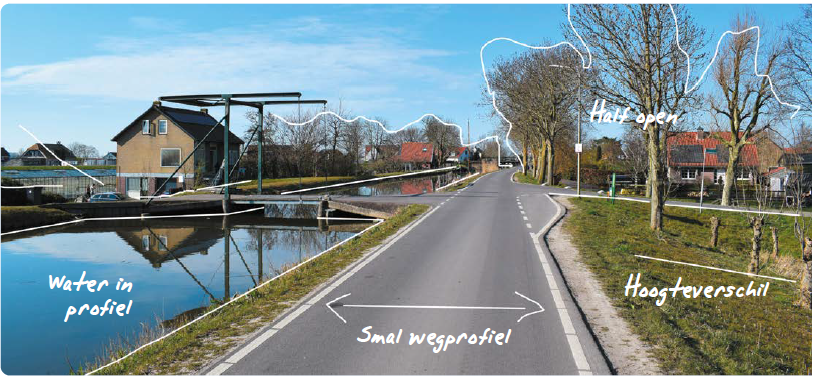 Half open
Water in
profiel
Hoogteverschil
Smal wegprofiel